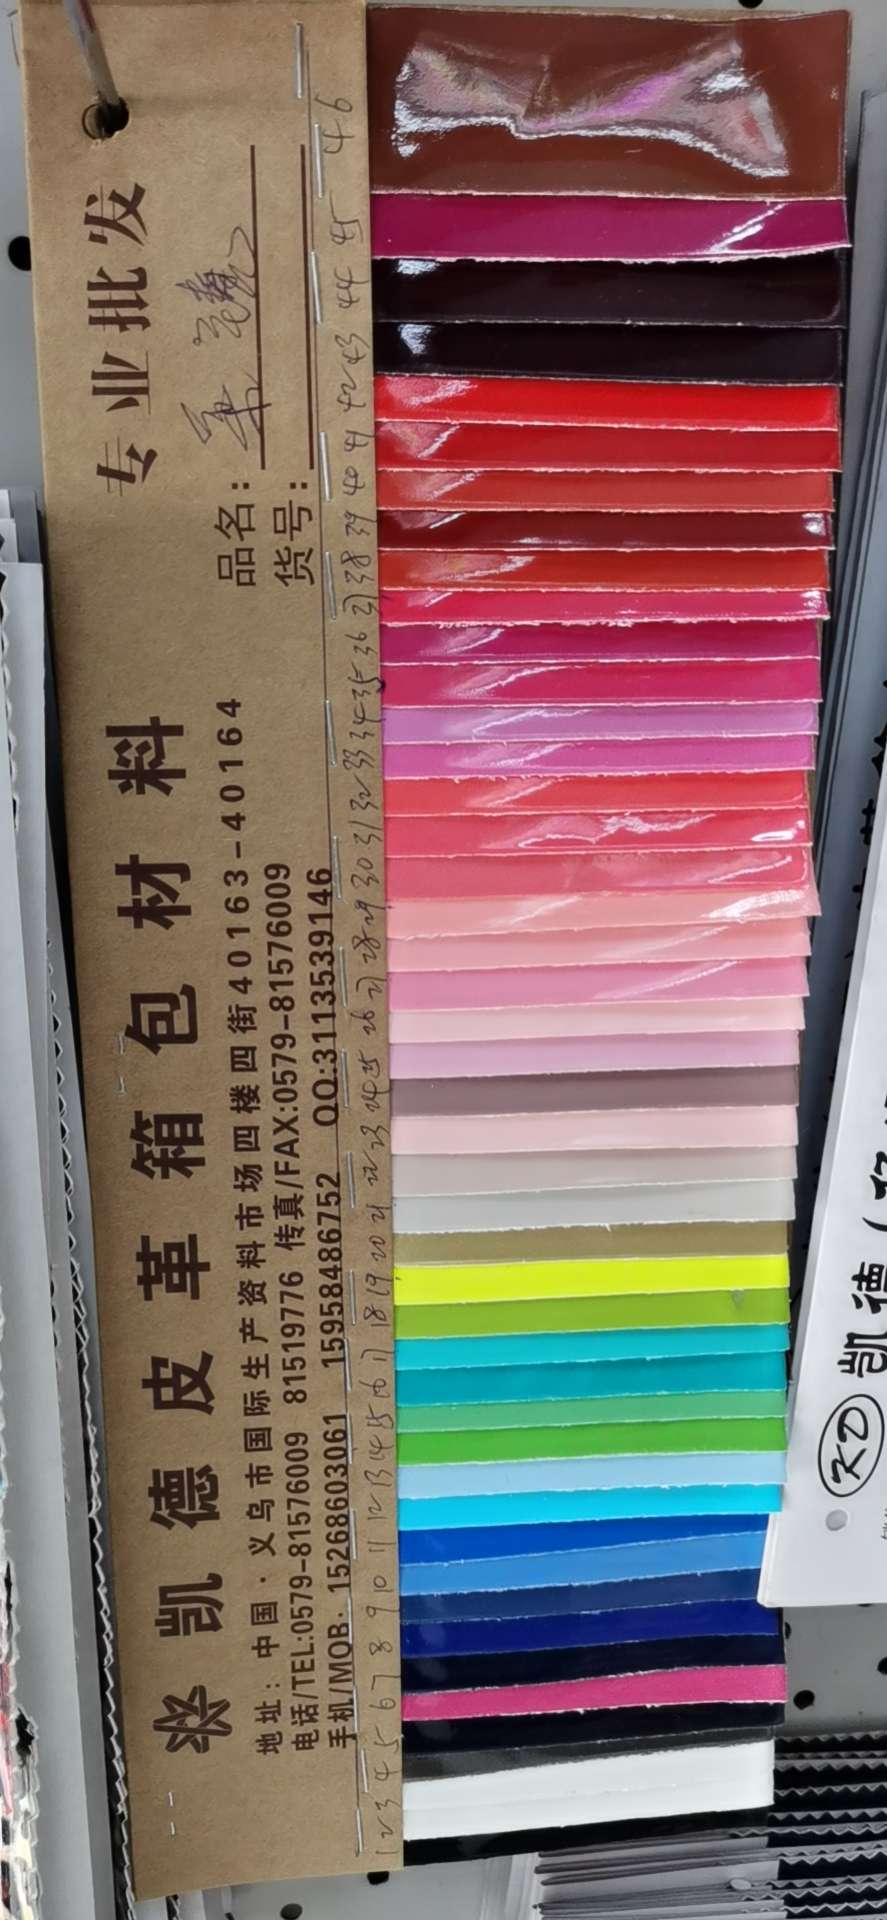 凯德皮革箱包材料 专业批发
地址：中国·义乌市国际生产资料市场四楼四街40163-40164
电话/TEL:0579-81576009 81519776 传真/FAX:0579-81576009
手机/MOB: 15268603061 15958486752 QQ:3113539146
品名：
货号：
1 2 3 4 5 6 7 8 9 10 11 12 13 14 15 16 17 18 19 20 21 22 23 24 25 26 27 28 29 30 31 32 33 34 35 36 37 38 39 40 41 42 43 44 45 46
KD 凯德（